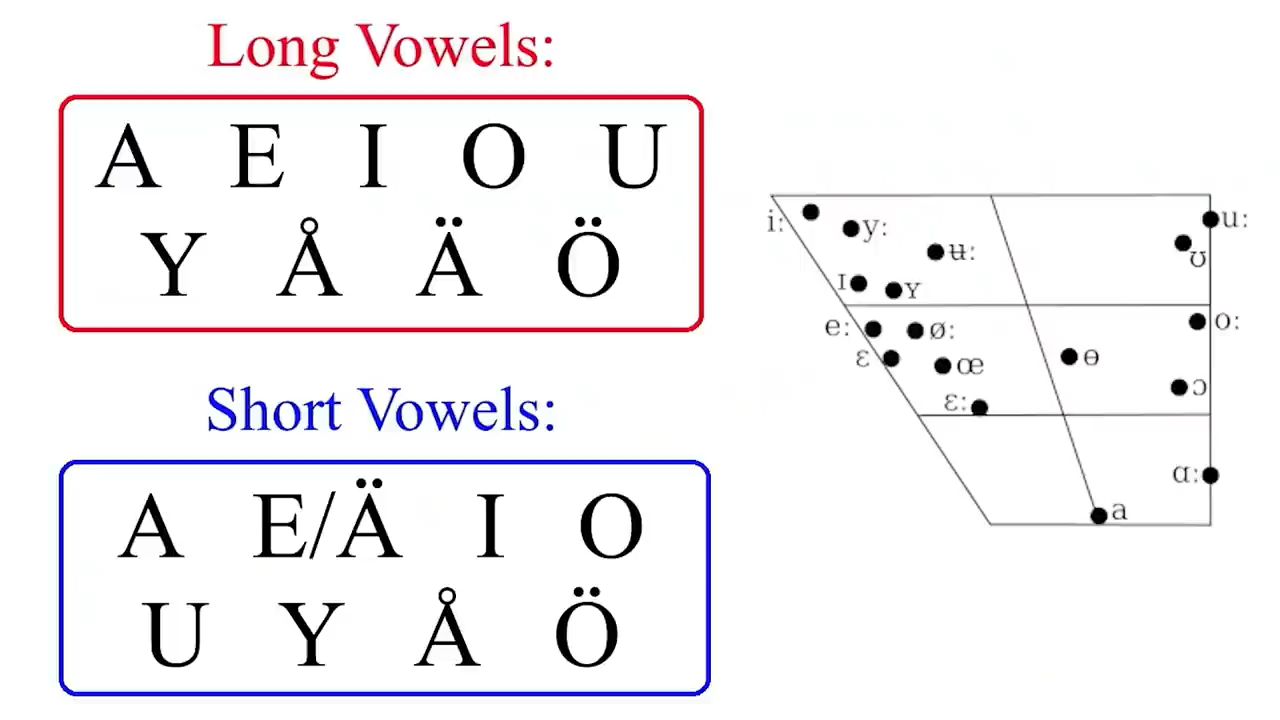 Long Vowels:
A E I O U
Y Å Ä Ö
Short Vowels:
A E/Ä I O
U Y Å Ö
i: y: ʉ: u:
ʊ
ɪ ʏ
e: ø: o:
ɛ œ ɵ
ɛ: ɔ
ɑ:
a